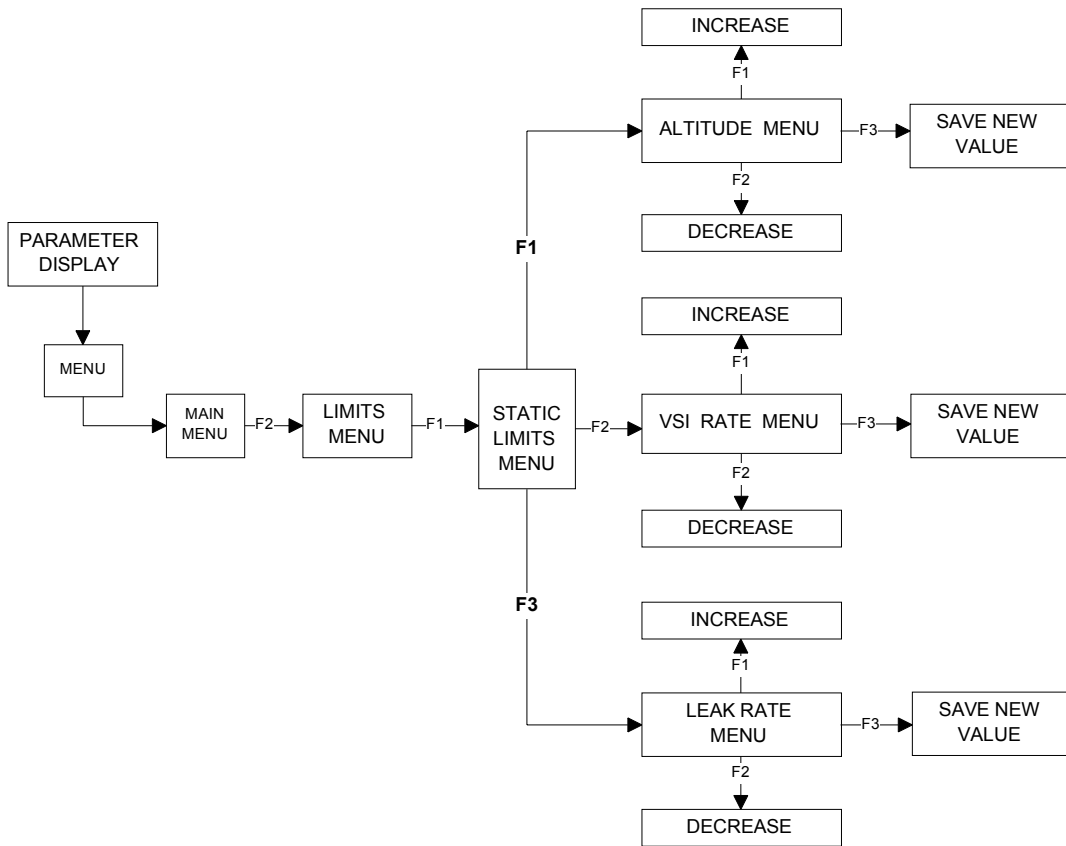 INCREASE
F1
ALTITUDE MENU
F3
SAVE NEW
VALUE
F2
DECREASE
PARAMETER
DISPLAY
F1
MENU
MAIN
MENU
F2
LIMITS
MENU
F1
STATIC
LIMITS
MENU
F2
INCREASE
F1
VSI RATE MENU
F3
SAVE NEW
VALUE
F2
DECREASE
F3
INCREASE
F1
LEAK RATE
MENU
F3
SAVE NEW
VALUE
F2
DECREASE